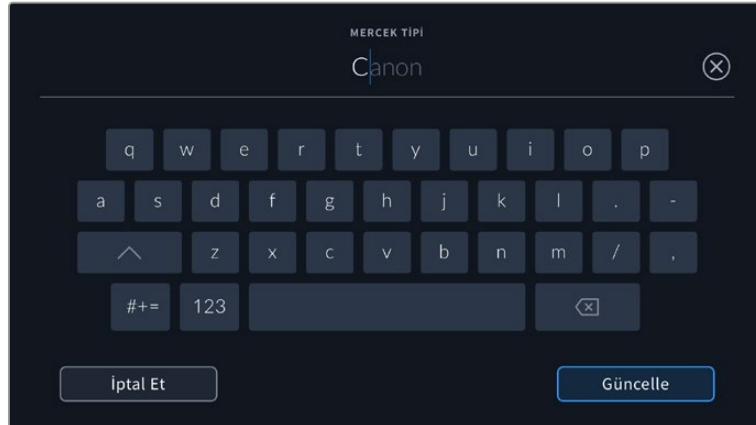 MERCEK TİPİ
Canon
q w e r t y u i o p
a s d f g h j k l . -
z x c v b n m / ,
#+= 123
İptal Et Güncelle